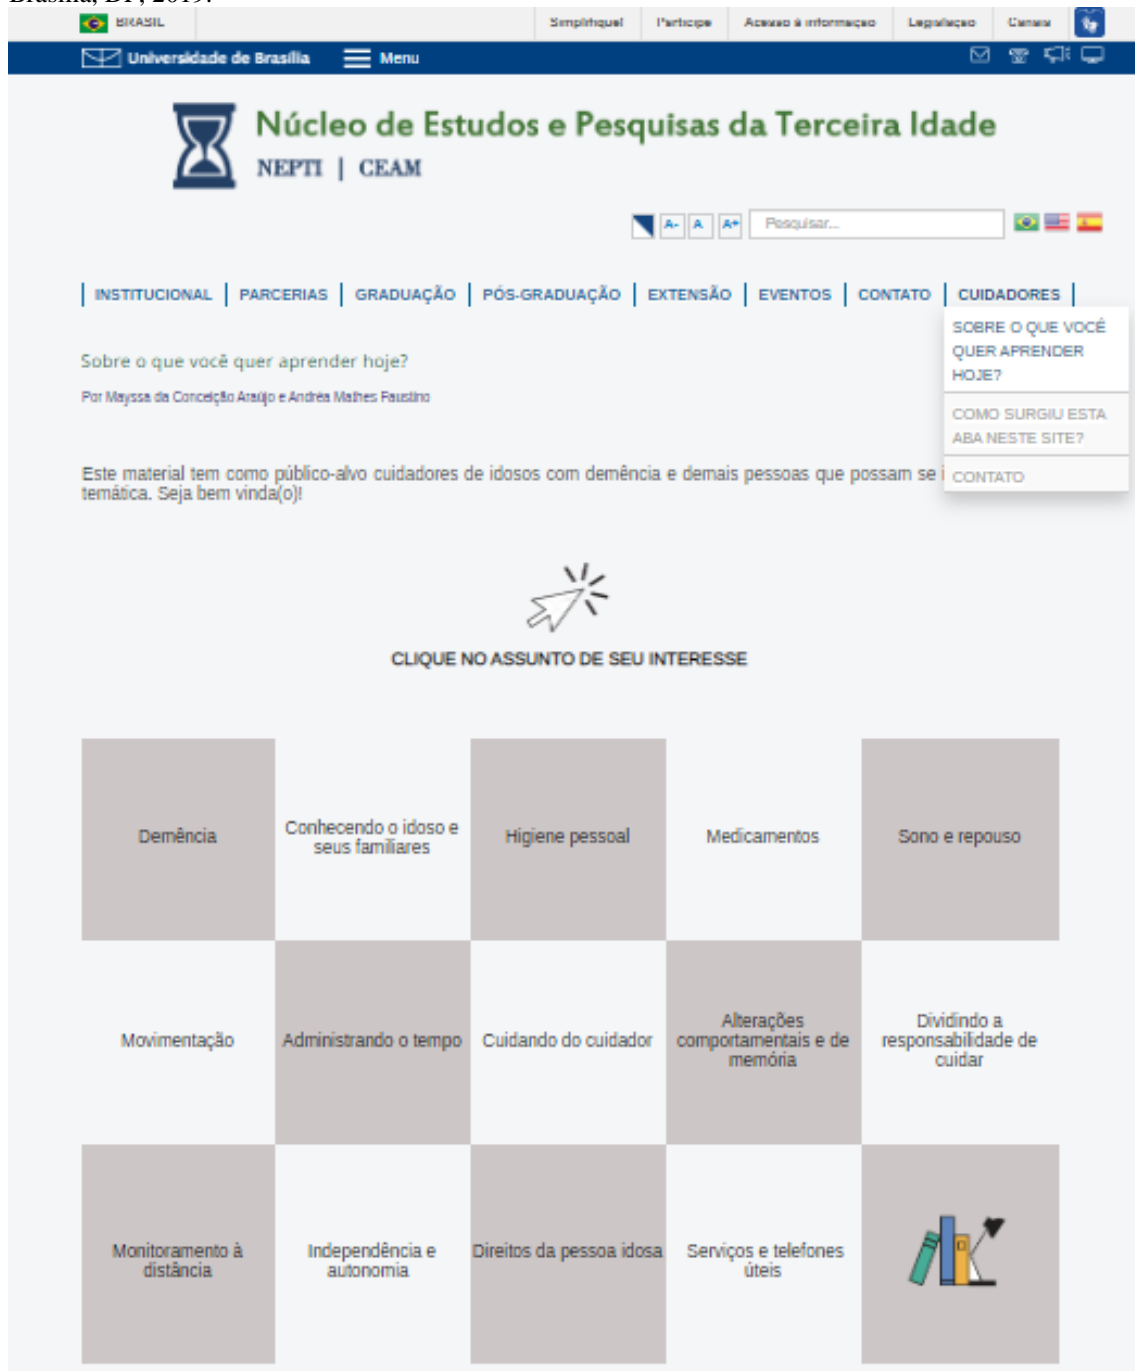 Brasília, DF, 2019.
BRASIL
Simplifique!
Participe
Acesso à informação
Legislação
Canais
Universidade de Brasília
Menu
Núcleo de Estudos e Pesquisas da Terceira Idade
NEPTI | CEAM
A-
A
A+
Pesquisar...
INSTITUCIONAL
PARCERIAS
GRADUAÇÃO
PÓS-GRADUAÇÃO
EXTENSÃO
EVENTOS
CONTATO
CUIDADORES
SOBRE O QUE VOCÊ
QUER APRENDER
HOJE?
COMO SURGIU ESTA
ABA NESTE SITE?
CONTATO
Sobre o que você quer aprender hoje?
Por Mayssa da Conceição Araújo e Andréa Mathes Faustino
Este material tem como público-alvo cuidadores de idosos com demência e demais pessoas que possam se
temática. Seja bem vinda(o)!
CLIQUE NO ASSUNTO DE SEU INTERESSE
Demência
Conhecendo o idoso e
seus familiares
Higiene pessoal
Medicamentos
Sono e repouso
Movimentação
Administrando o tempo
Cuidando do cuidador
Alterações
comportamentais e de
memória
Dividindo a
responsabilidade de
cuidar
Monitoramento à
distância
Independência e
autonomia
Direitos da pessoa idosa
Serviços e telefones
úteis